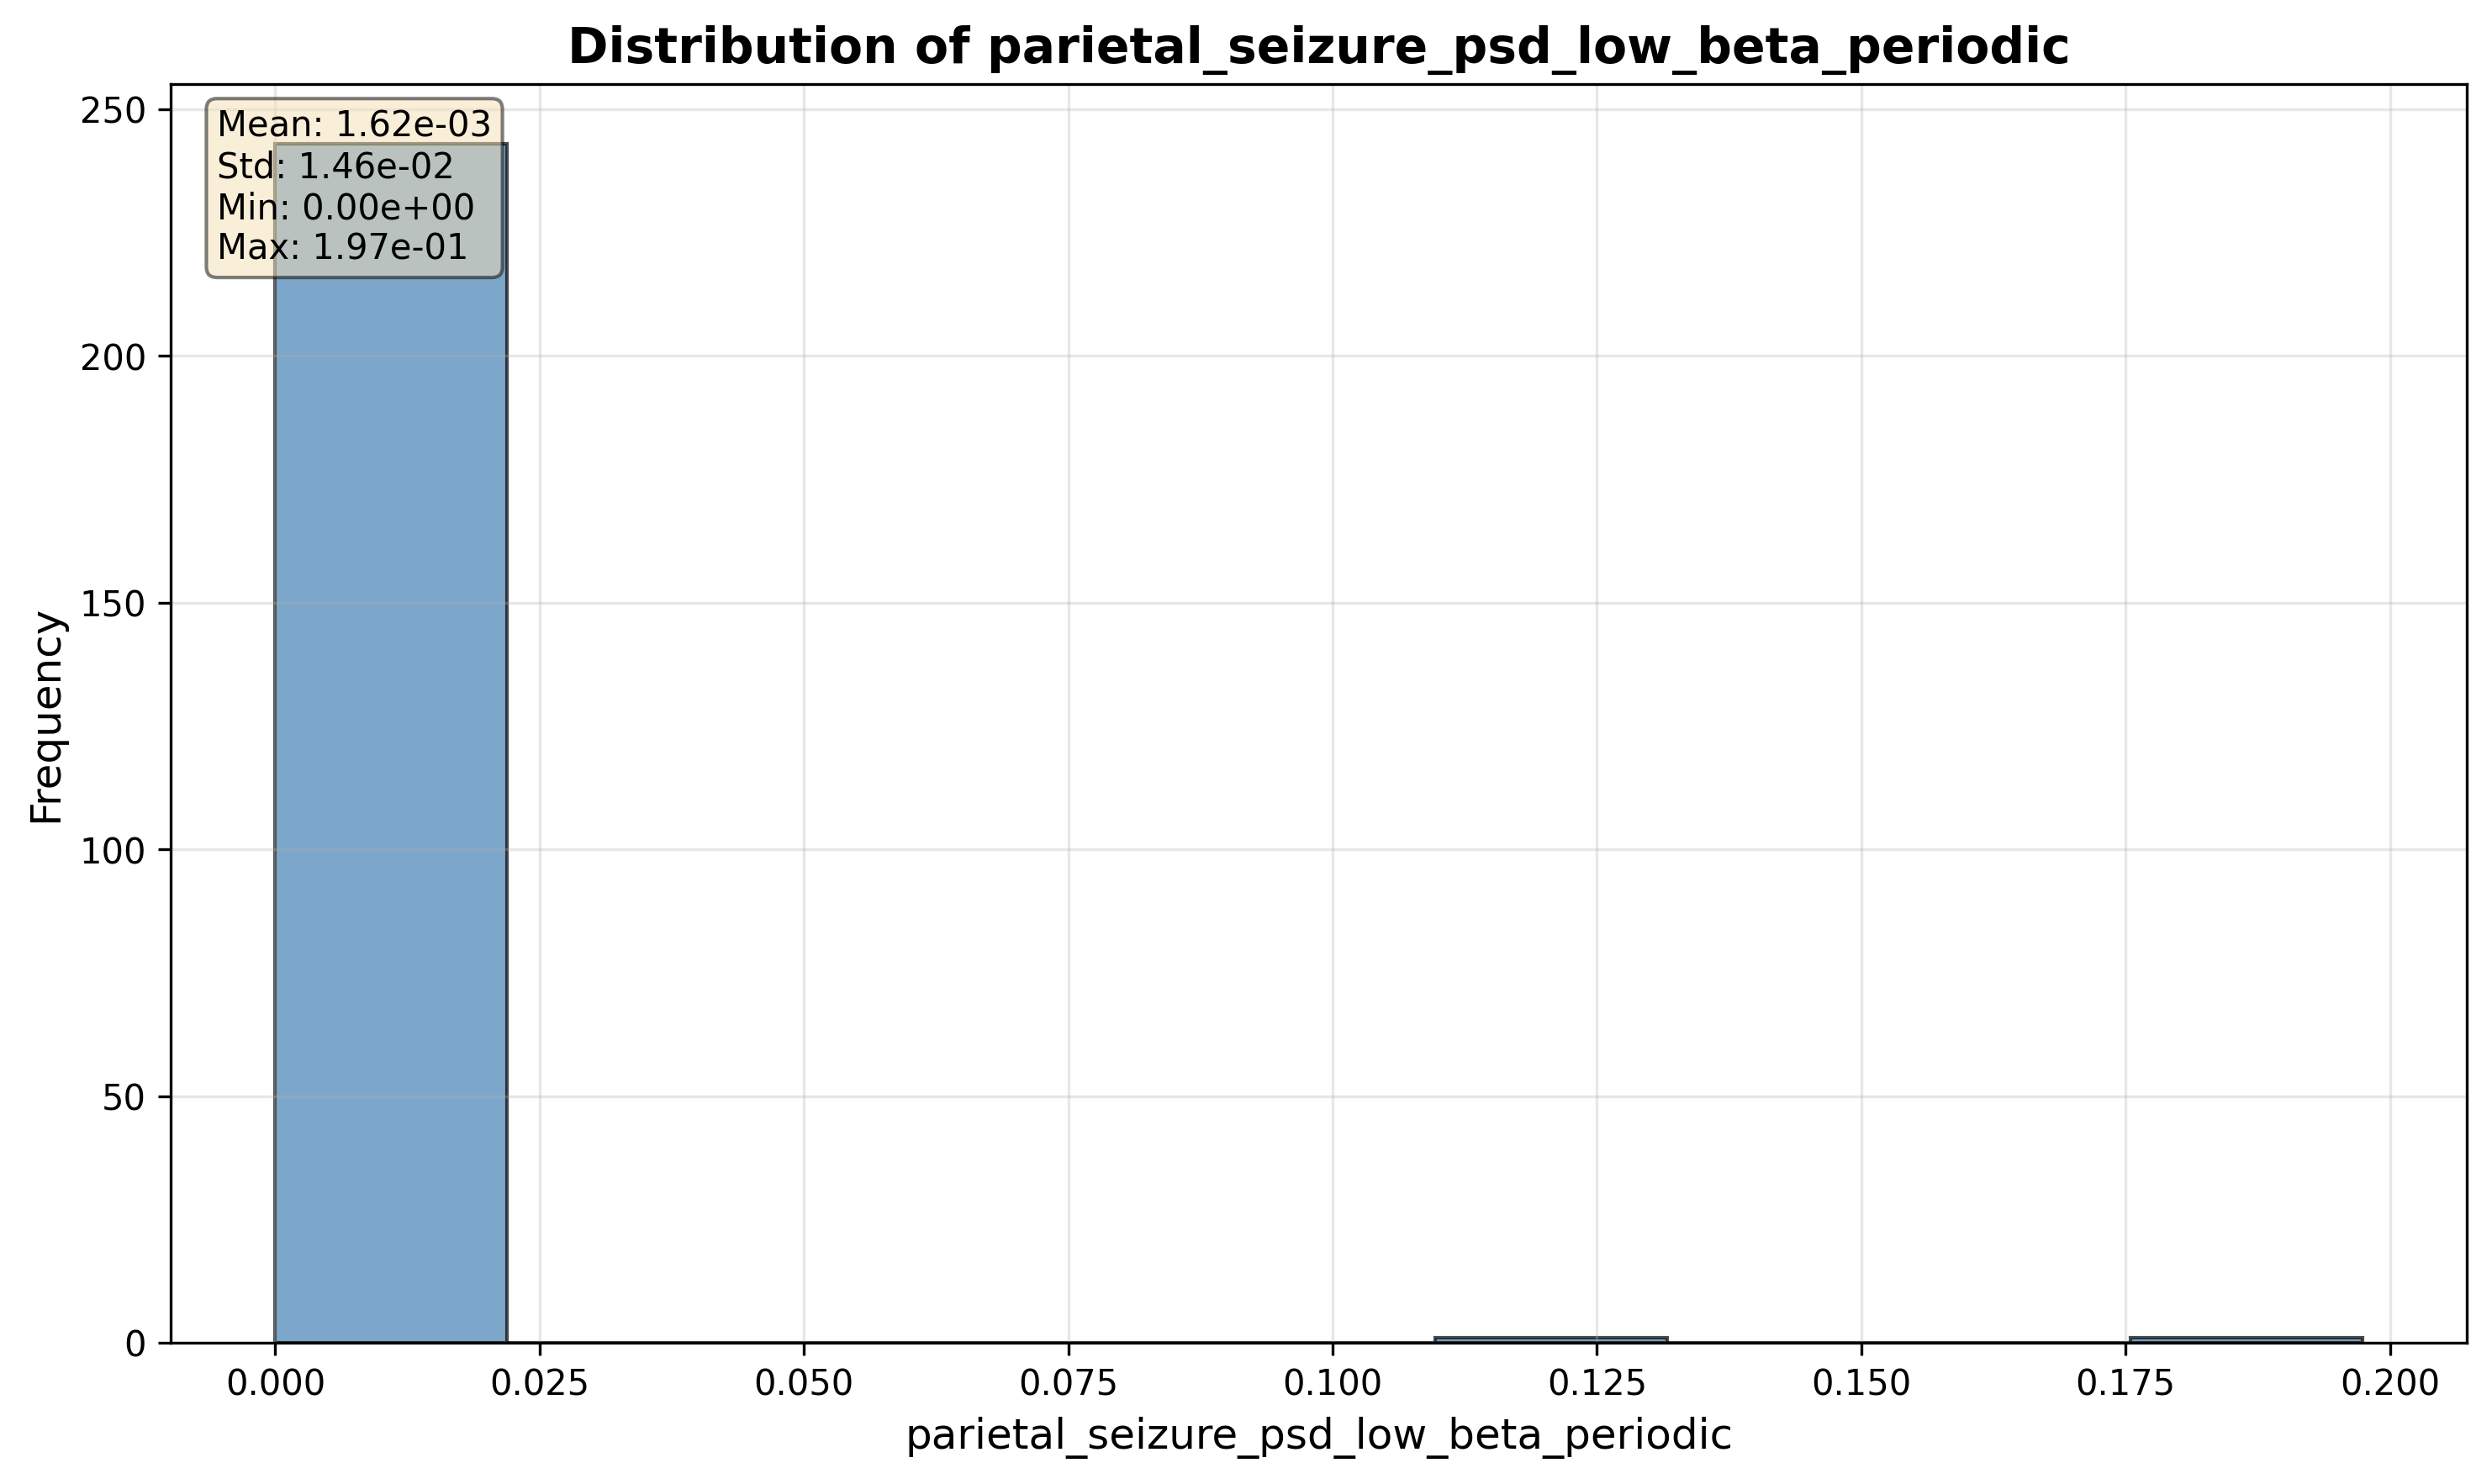 Distribution of parietal_seizure_psd_low_beta_periodic
Mean: 1.62e-03
Std: 1.46e-02
Min: 0.00e+00
Max: 1.97e-01
Frequency
250
200
150
100
50
0
0.000 0.025 0.050 0.075 0.100 0.125 0.150 0.175 0.200
parietal_seizure_psd_low_beta_periodic